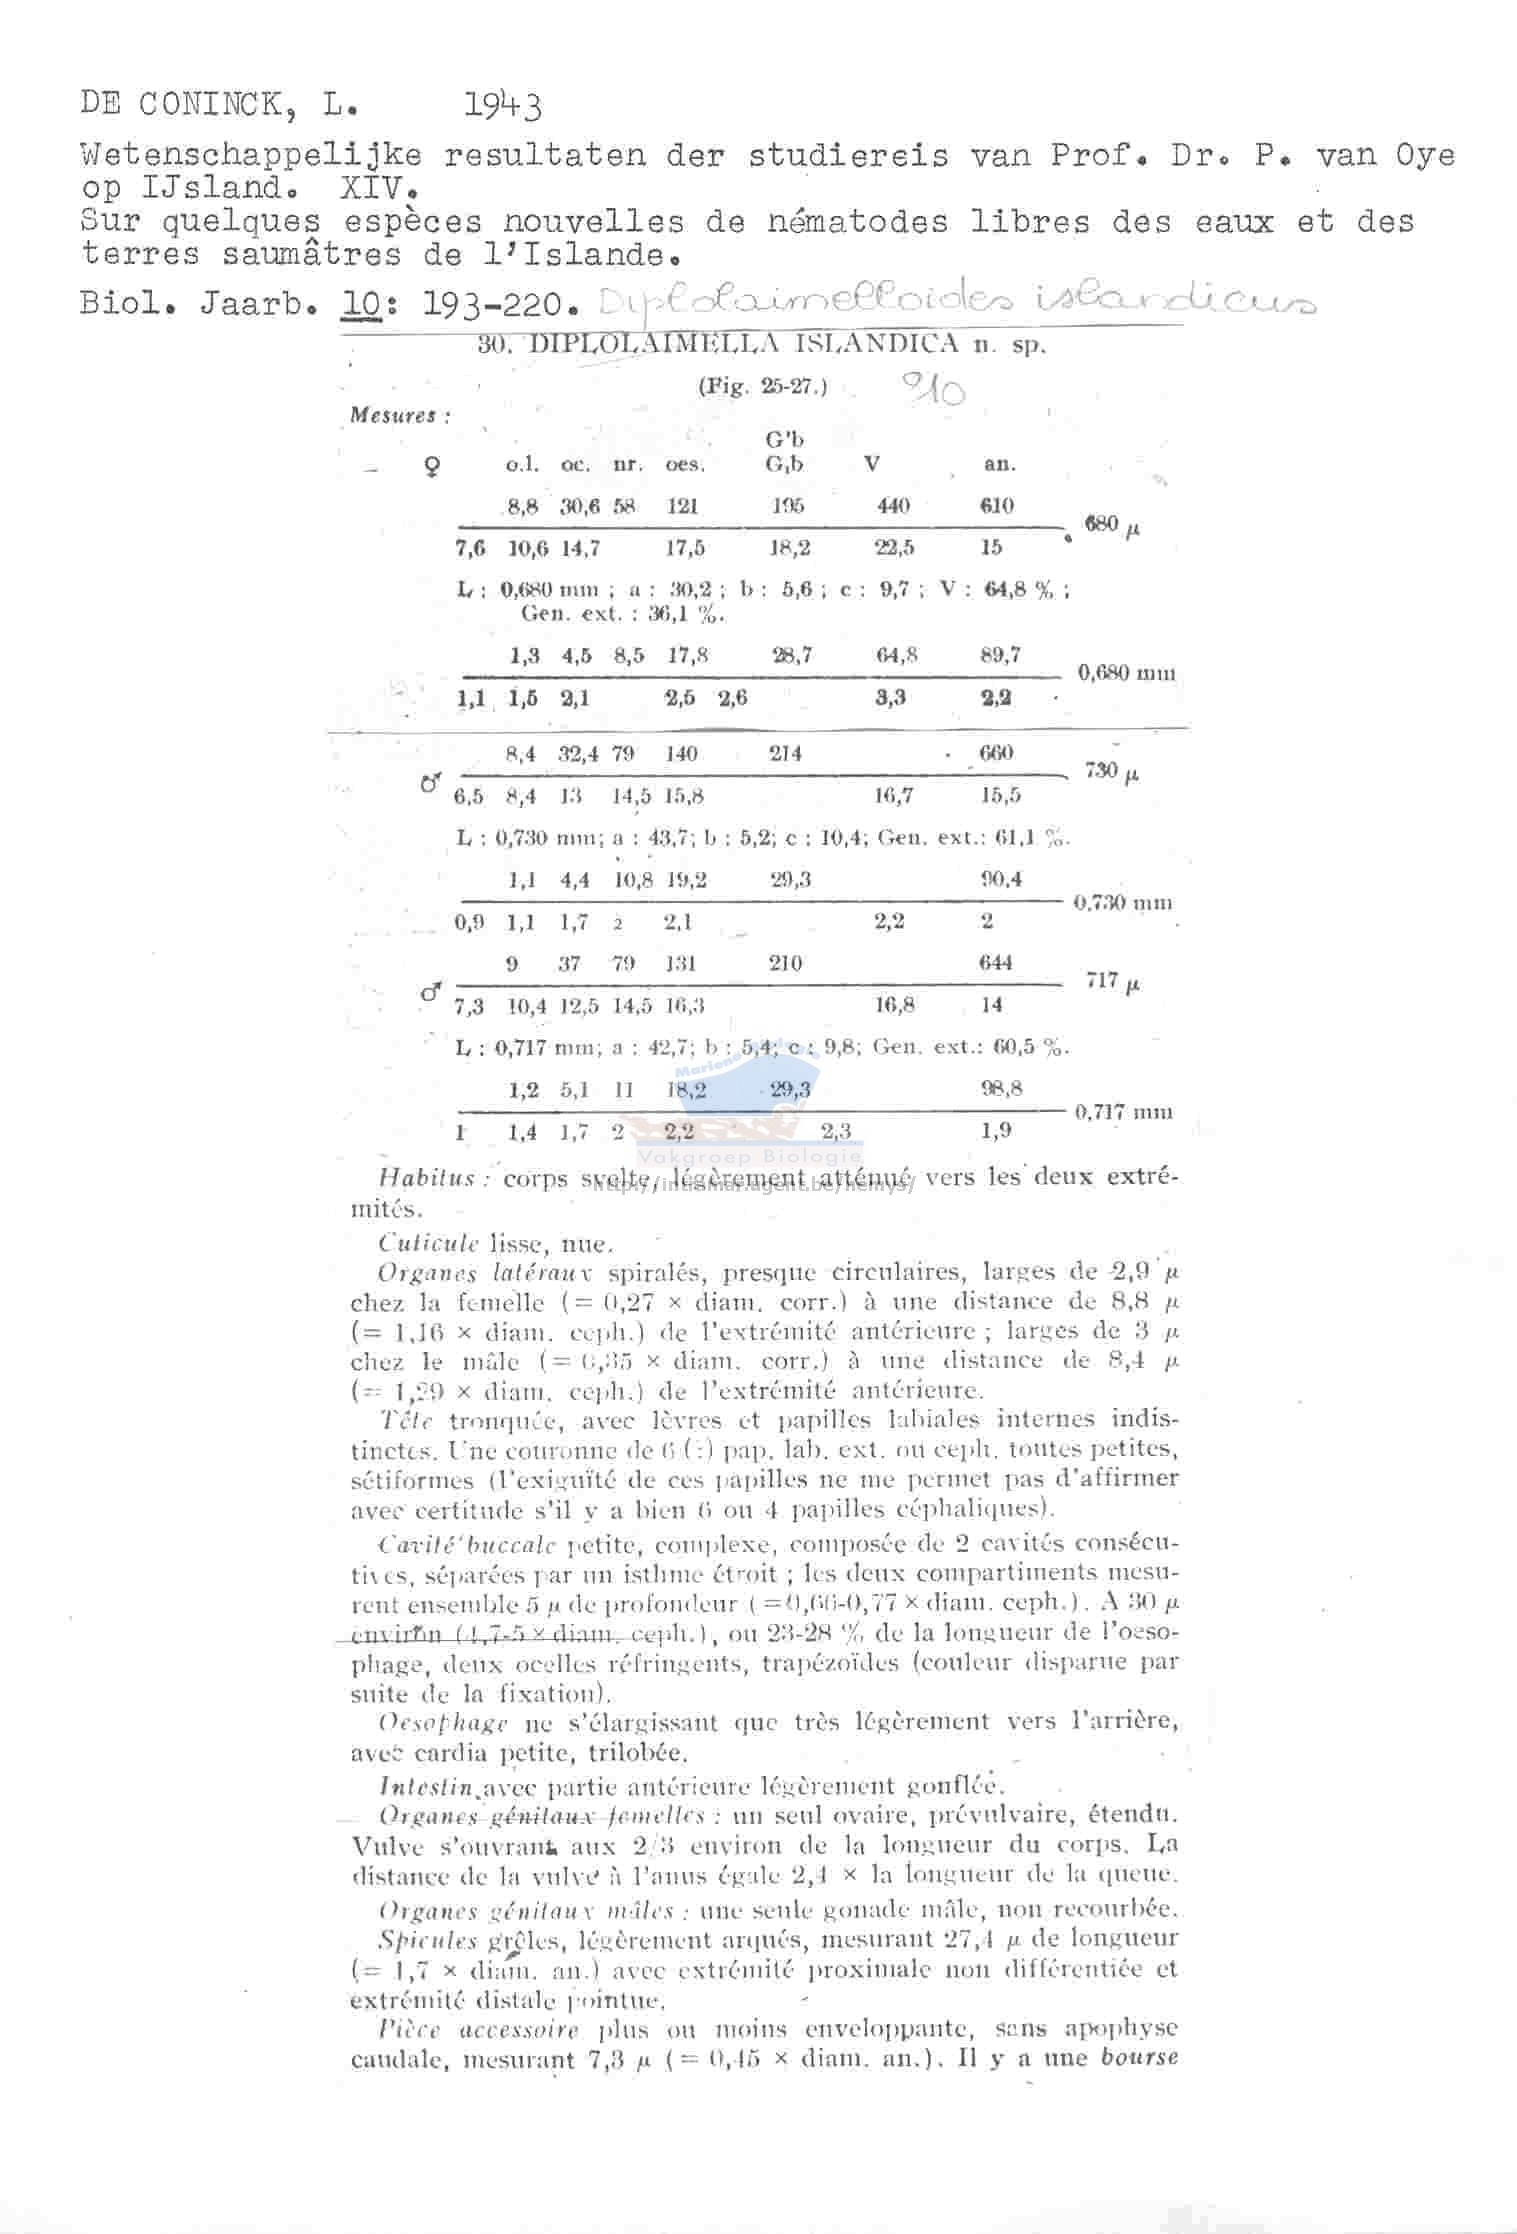 DE CONINCK, L. 1943
Wetenschappelijke resultaten der studiereis van Prof. Dr. P. van Oye
op IJsland. XIV.
Sur quelques espèces nouvelles de nématodes libres des eaux et des
terres saumâtres de l'Islande.
Biol. Jaarb. 10: 193-220. Diplolaimelloides islandicus
30. DIPLOLAIMELLA ISLANDICA n. sp.
(Fig. 25-27.) 910
Mesures :
G'b
♀ o.l. oc. nr. oes. G,b V an.
8,8 30,6 58 121 195 440 610
680 μ
7,6 10,6 14,7 17,5 18,2 22,5 15
L : 0,680 mm ; a : 30,2 ; b : 5,6 ; c : 9,7 ; V : 64,8 % ;
Gen. ext. : 36,1 %.
1,3 4,5 8,5 17,8 28,7 64,8 89,7
0,680 mm
1,1 1,5 2,1 2,5 2,6 3,3 2,2
8,4 32,4 79 140 214 660
♂ 730 μ
6,5 8,4 13 14,5 15,8 16,7 15,5
L : 0,730 mm; a : 43,7; b : 5,2; c : 10,4; Gen. ext.: 61,1 %.
1,1 4,4 10,8 19,2 29,3 90,4
0,730 mm
0,9 1,1 1,7 2 2,1 2,2 2
9 37 79 131 210 644
♂ 717 μ
7,3 10,4 12,5 14,5 16,3 16,8 14
L : 0,717 mm; a : 42,7; b : 5,4; c : 9,8; Gen. ext.: 60,5 %.
1,2 5,1 11 18,2 29,3 98,8
0,717 mm
1 1,4 1,7 2 2,2 2,3 1,9
Vakgroep Biologie
Habitus : corps svelte, légèrement atténué vers les deux extré-
mités.
Cuticule lisse, nue.
Organes latéraux spiralés, presque circulaires, larges de 2,9 μ
chez la femelle (= 0,27 × diam. corr.) à une distance de 8,8 μ
(= 1,16 × diam. ceph.) de l'extrémité antérieure ; larges de 3 μ
chez le mâle (= 0,35 × diam. corr.) à une distance de 8,4 μ
(= 1,29 × diam. ceph.) de l'extrémité antérieure.
Tête tronquée, avec lèvres et papilles labiales internes indis-
tinctes. Une couronne de 6 (:) pap. lab. ext. ou ceph. toutes petites,
sétiformes (l'exiguïté de ces papilles ne me permet pas d'affirmer
avec certitude s'il y a bien 6 ou 4 papilles céphaliques).
Cavité buccale petite, complexe, composée de 2 cavités consécu-
tives, séparées par un isthme étroit ; les deux compartiments mesu-
rent ensemble 5 μ de profondeur (=0,66-0,77 × diam. ceph.). A 30 μ
environ (4,7-5 × diam. ceph.), ou 23-28 % de la longueur de l'oeso-
phage, deux ocelles réfringents, trapézoïdes (couleur disparue par
suite de la fixation).
Oesophage ne s'élargissant que très légèrement vers l'arrière,
avec cardia petite, trilobée.
Intestin avec partie antérieure légèrement gonflée.
Organes génitaux femelles : un seul ovaire, prévulvaire, étendu.
Vulve s'ouvrant aux 2/3 environ de la longueur du corps. La
distance de la vulve à l'anus égale 2,4 × la longueur de la queue.
Organes génitaux mâles : une seule gonade mâle, non recourbée.
Spicules grêles, légèrement arqués, mesurant 27,4 μ de longueur
(= 1,7 × diam. an.) avec extrémité proximale non différentiée et
extrémité distale pointue.
Pièce accessoire plus ou moins enveloppante, sans apophyse
caudale, mesurant 7,3 μ (= 0,45 × diam. an.). Il y a une bourse